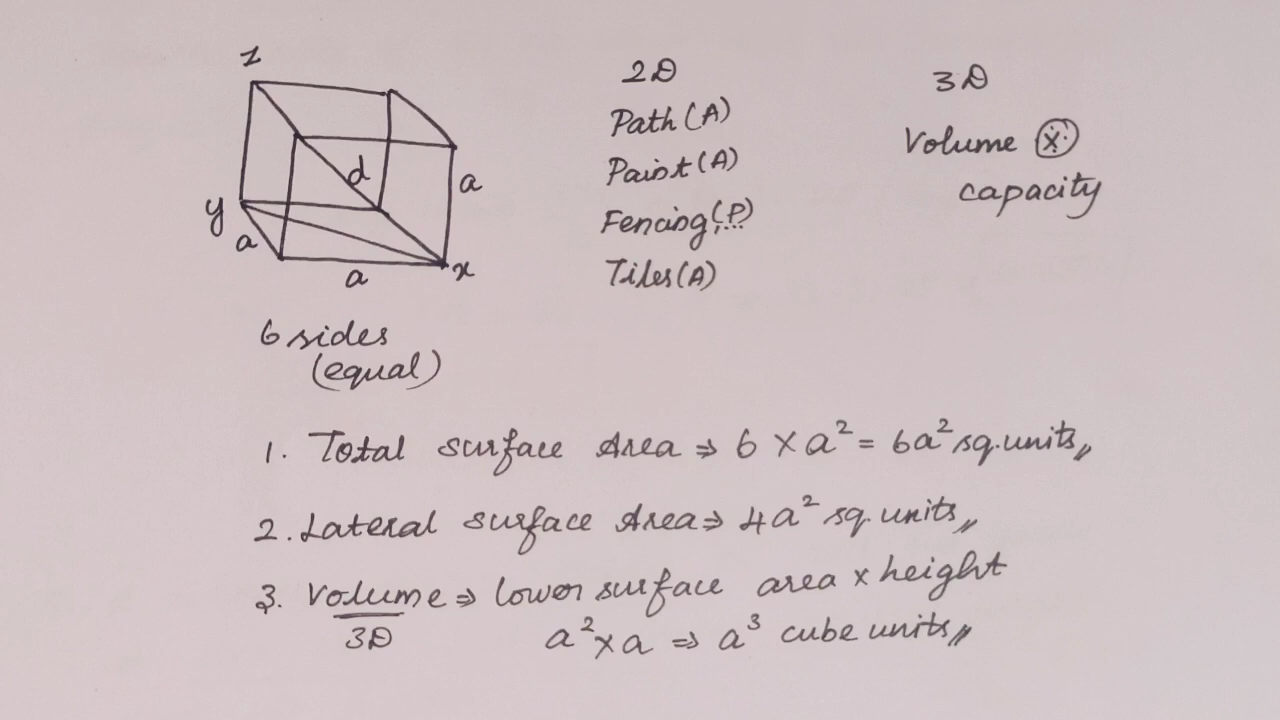 z
d
a
y
a
a
x
6 sides
(equal)
2D
Path (A)
Paint (A)
Fencing (P)
Tiles (A)
3D
Volume (x)
capacity
1. Total surface Area ⇒ 6 × a² = 6a² sq.units,,
2. Lateral surface Area ⇒ 4a² sq.units,,
3. Volume ⇒ lower surface area × height
3D
a² × a ⇒ a³ cube units,,